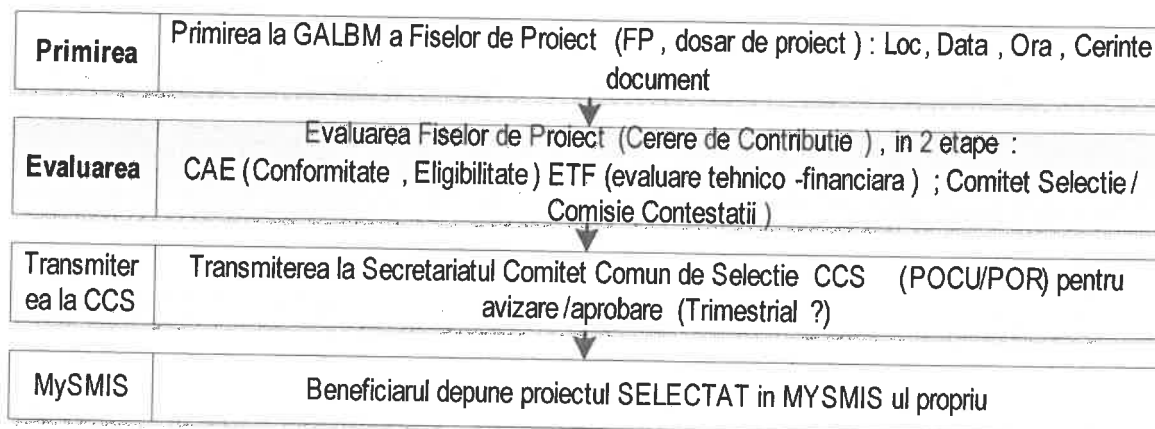 Primirea
Primirea la GALBM a Fiselor de Proiect (FP , dosar de proiect ) : Loc, Data , Ora , Cerinte
document
Evaluarea
Evaluarea Fiselor de Proiect (Cerere de Contributie ) , in 2 etape :
CAE (Conformitate , Eligibilitate) ETF (evaluare tehnico -financiara ) ; Comitet Selectie /
Comisie Contestatii )
Transmiter
ea la CCS
Transmiterea la Secretariatul Comitet Comun de Selectie CCS (POCU/POR) pentru
avizare /aprobare (Trimestrial ?)
MySMIS
Beneficiarul depune proiectul SELECTAT in MYSMIS ul propriu